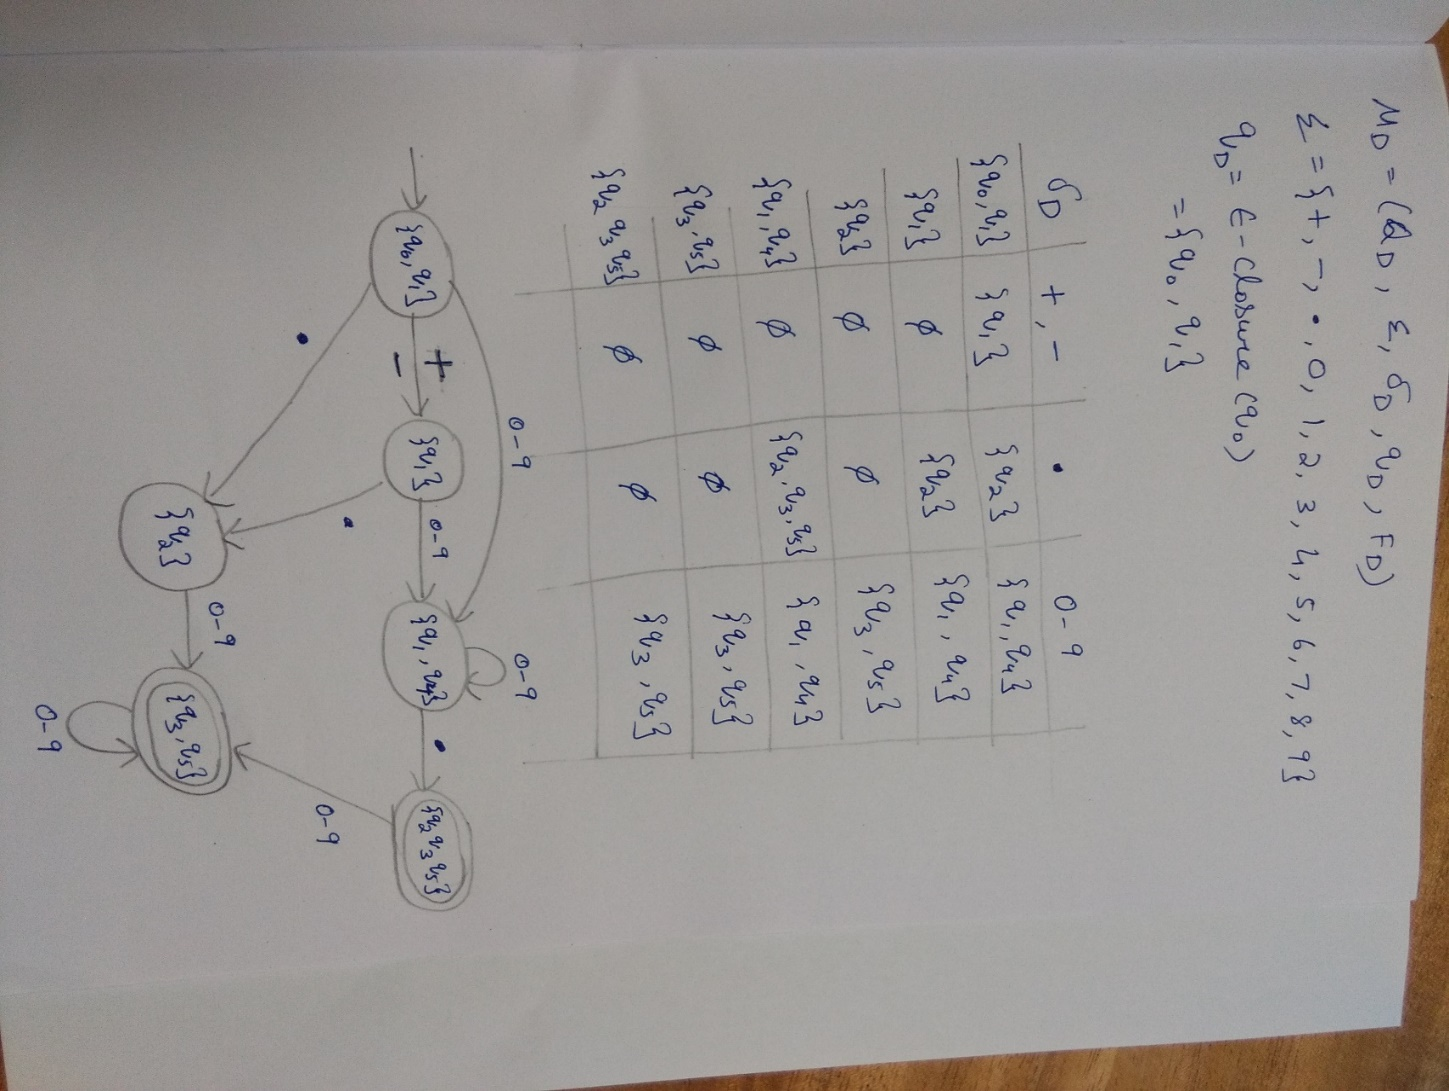 M_D = (Q_D, Σ, δ_D, q_D, F_D)
Σ = {+, -, ., 0, 1, 2, 3, 4, 5, 6, 7, 8, 9}
q_D = ε-closure(q_0)
= {q_0, q_1}
δ_D +, - . 0-9
{q_0, q_1} {q_1} {q_2} {q_1, q_4}
{q_1} ϕ {q_2} {q_1, q_4}
{q_2} ϕ ϕ {q_3, q_5}
{q_1, q_4} ϕ {q_2, q_3, q_5} {q_1, q_4}
{q_3, q_5} ϕ ϕ {q_3, q_5}
{q_2 q_3 q_5} ϕ ϕ {q_3, q_5}
0-9
0-9
+ 0-9 .
{q_0, q_1} {q_1} {q_1, q_4} {q_2 q_3 q_5}
-
. .
0-9 0-9
{q_2} {q_3, q_5}
0-9